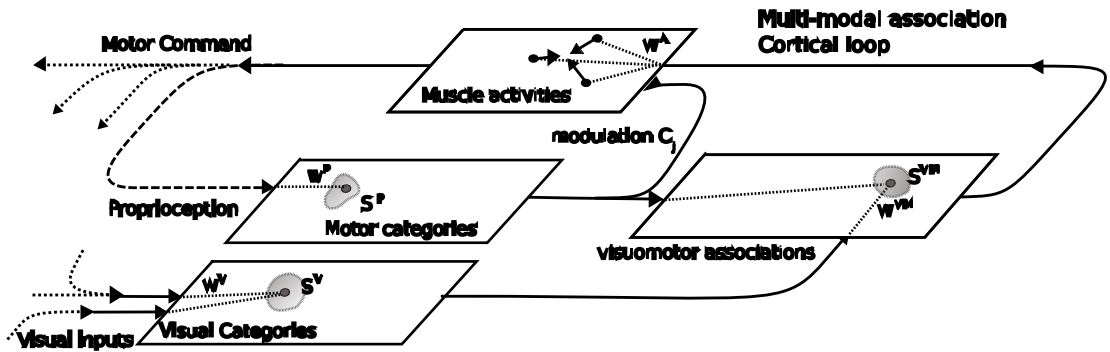 Multi-modal association
Cortical loop
Motor Command
W^A
Muscle activities
modulation C_j
W^P
S^P
Motor categories
Proprioception
S^VM
W^VM
visuomotor associations
W^V
S^V
Visual Categories
Visual inputs